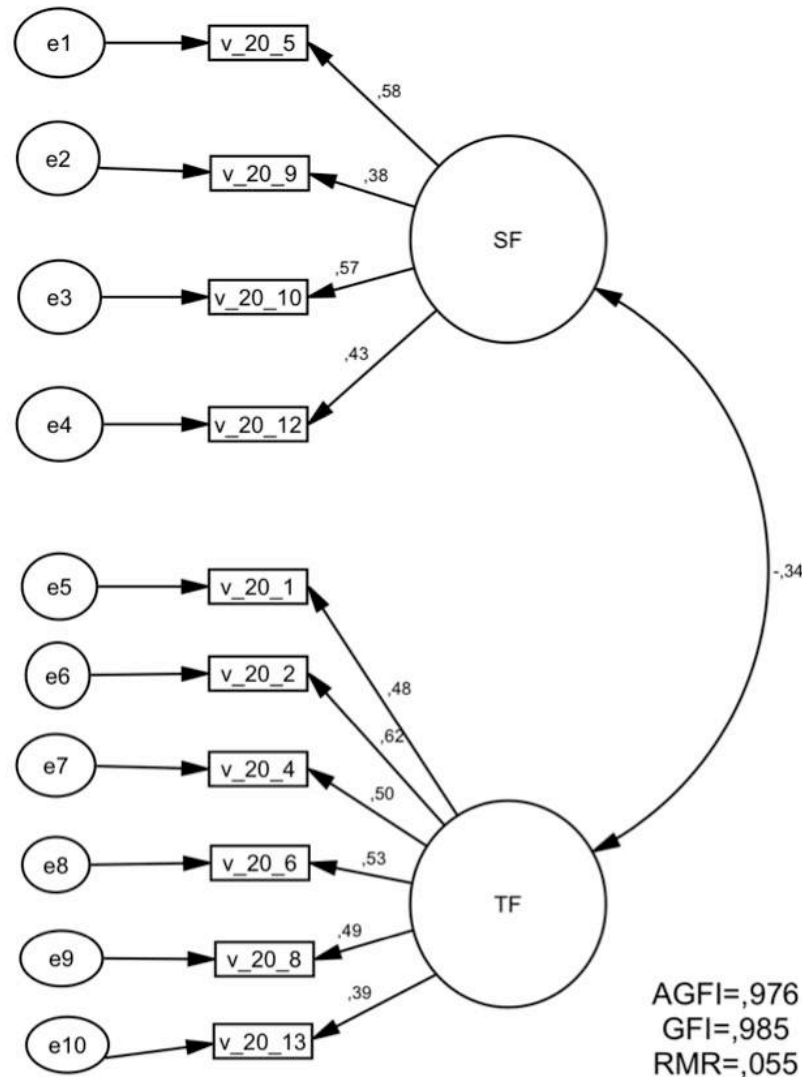 e1
v_20_5
,58
e2
v_20_9
,38
SF
e3
v_20_10
,57
e4
v_20_12
,43
-,34
e5
v_20_1
,48
e6
v_20_2
,62
e7
v_20_4
,50
e8
v_20_6
,53
TF
e9
v_20_8
,49
e10
v_20_13
,39
AGFI=,976
GFI=,985
RMR=,055